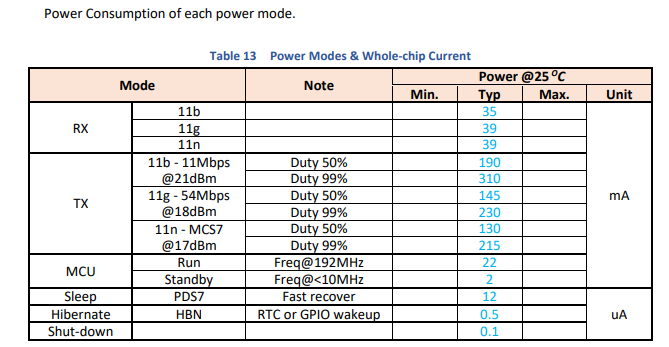 Power Consumption of each power mode.
Table 13 Power Modes & Whole-chip Current
Mode Note Power @25 °C
Min. Typ Max. Unit
RX 11b 35 mA
11g 39
11n 39
TX 11b - 11Mbps @21dBm Duty 50% 190
Duty 99% 310
11g - 54Mbps @18dBm Duty 50% 145
Duty 99% 230
11n - MCS7 @17dBm Duty 50% 130
Duty 99% 215
MCU Run Freq@192MHz 22
Standby Freq@<10MHz 2
Sleep PDS7 Fast recover 12 uA
Hibernate HBN RTC or GPIO wakeup 0.5
Shut-down 0.1